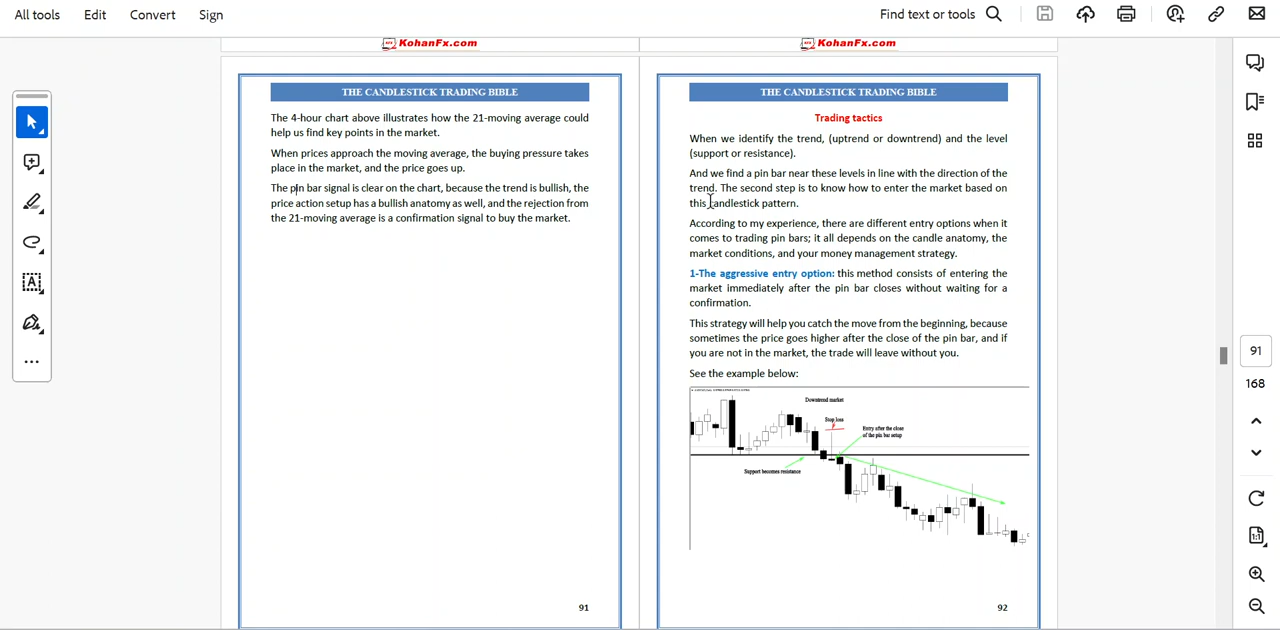 All tools Edit Convert Sign
Find text or tools
KohanFx.com
KohanFx.com
THE CANDLESTICK TRADING BIBLE
The 4-hour chart above illustrates how the 21-moving average could
help us find key points in the market.
When prices approach the moving average, the buying pressure takes
place in the market, and the price goes up.
The pin bar signal is clear on the chart, because the trend is bullish, the
price action setup has a bullish anatomy as well, and the rejection from
the 21-moving average is a confirmation signal to buy the market.
91
THE CANDLESTICK TRADING BIBLE
Trading tactics
When we identify the trend, (uptrend or downtrend) and the level
(support or resistance).
And we find a pin bar near these levels in line with the direction of the
trend. The second step is to know how to enter the market based on
this candlestick pattern.
According to my experience, there are different entry options when it
comes to trading pin bars; it all depends on the candle anatomy, the
market conditions, and your money management strategy.
1-The aggressive entry option: this method consists of entering the
market immediately after the pin bar closes without waiting for a
confirmation.
This strategy will help you catch the move from the beginning, because
sometimes the price goes higher after the close of the pin bar, and if
you are not in the market, the trade will leave without you.
See the example below:
Downtrend market
Stop loss
Entry after the close
of the pin bar setup
Support becomes resistance
92
91
168
1:1